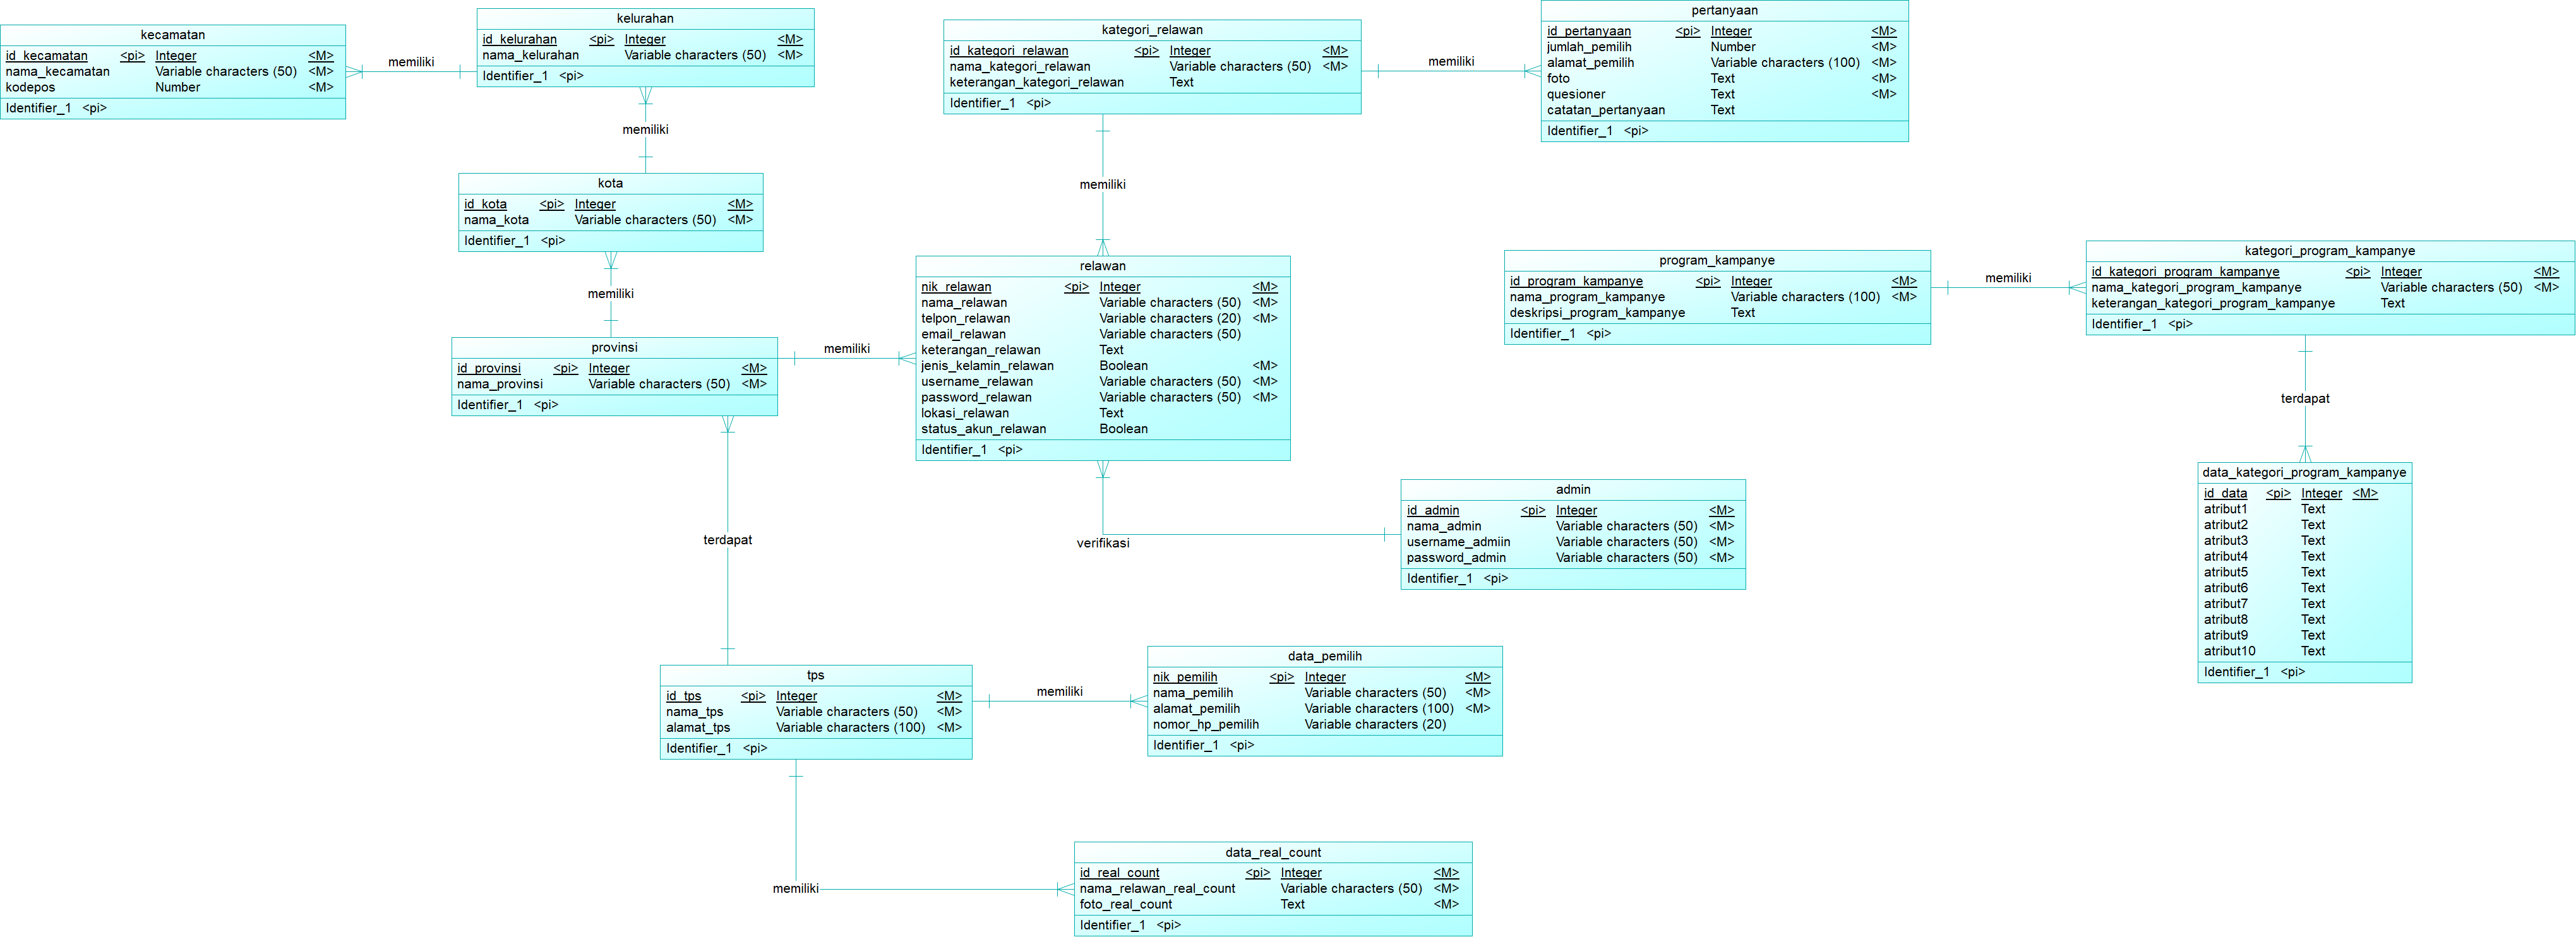 kecamatan
id_kecamatan <pi> Integer <M>
nama_kecamatan Variable characters (50) <M>
kodepos Number <M>
Identifier_1 <pi>
memiliki
kelurahan
id_kelurahan <pi> Integer <M>
nama_kelurahan Variable characters (50) <M>
Identifier_1 <pi>
memiliki
kota
id_kota <pi> Integer <M>
nama_kota Variable characters (50) <M>
Identifier_1 <pi>
memiliki
provinsi
id_provinsi <pi> Integer <M>
nama_provinsi Variable characters (50) <M>
Identifier_1 <pi>
memiliki
kategori_relawan
id_kategori_relawan <pi> Integer <M>
nama_kategori_relawan Variable characters (50) <M>
keterangan_kategori_relawan Text
Identifier_1 <pi>
memiliki
pertanyaan
id_pertanyaan <pi> Integer <M>
jumlah_pemilih Number <M>
alamat_pemilih Variable characters (100) <M>
foto Text <M>
quesioner Text <M>
catatan_pertanyaan Text
Identifier_1 <pi>
memiliki
relawan
nik_relawan <pi> Integer <M>
nama_relawan Variable characters (50) <M>
telpon_relawan Variable characters (20) <M>
email_relawan Variable characters (50)
keterangan_relawan Text
jenis_kelamin_relawan Boolean <M>
username_relawan Variable characters (50) <M>
password_relawan Variable characters (50) <M>
lokasi_relawan Text
status_akun_relawan Boolean
Identifier_1 <pi>
program_kampanye
id_program_kampanye <pi> Integer <M>
nama_program_kampanye Variable characters (100) <M>
deskripsi_program_kampanye Text
Identifier_1 <pi>
memiliki
kategori_program_kampanye
id_kategori_program_kampanye <pi> Integer <M>
nama_kategori_program_kampanye Variable characters (50) <M>
keterangan_kategori_program_kampanye Text
Identifier_1 <pi>
terdapat
data_kategori_program_kampanye
id_data <pi> Integer <M>
atribut1 Text
atribut2 Text
atribut3 Text
atribut4 Text
atribut5 Text
atribut6 Text
atribut7 Text
atribut8 Text
atribut9 Text
atribut10 Text
Identifier_1 <pi>
verifikasi
admin
id_admin <pi> Integer <M>
nama_admin Variable characters (50) <M>
username_admiin Variable characters (50) <M>
password_admin Variable characters (50) <M>
Identifier_1 <pi>
terdapat
tps
id_tps <pi> Integer <M>
nama_tps Variable characters (50) <M>
alamat_tps Variable characters (100) <M>
Identifier_1 <pi>
memiliki
data_pemilih
nik_pemilih <pi> Integer <M>
nama_pemilih Variable characters (50) <M>
alamat_pemilih Variable characters (100) <M>
nomor_hp_pemilih Variable characters (20)
Identifier_1 <pi>
memiliki
data_real_count
id_real_count <pi> Integer <M>
nama_relawan_real_count Variable characters (50) <M>
foto_real_count Text <M>
Identifier_1 <pi>